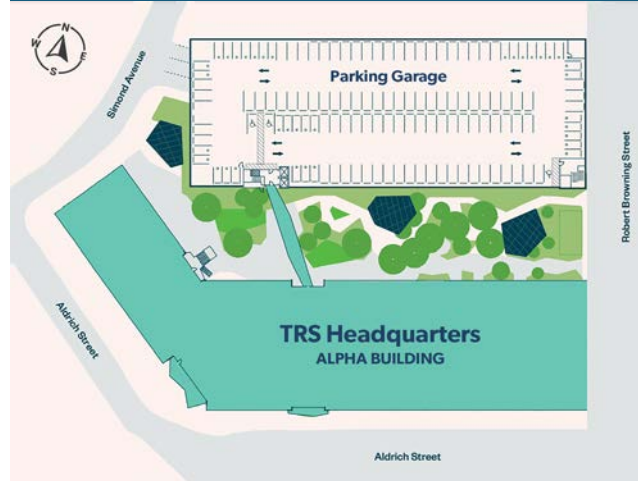 N
W
E
S
Simond Avenue
Parking Garage
Robert Browning Street
TRS Headquarters
ALPHA BUILDING
Aldrich Street
Aldrich Street